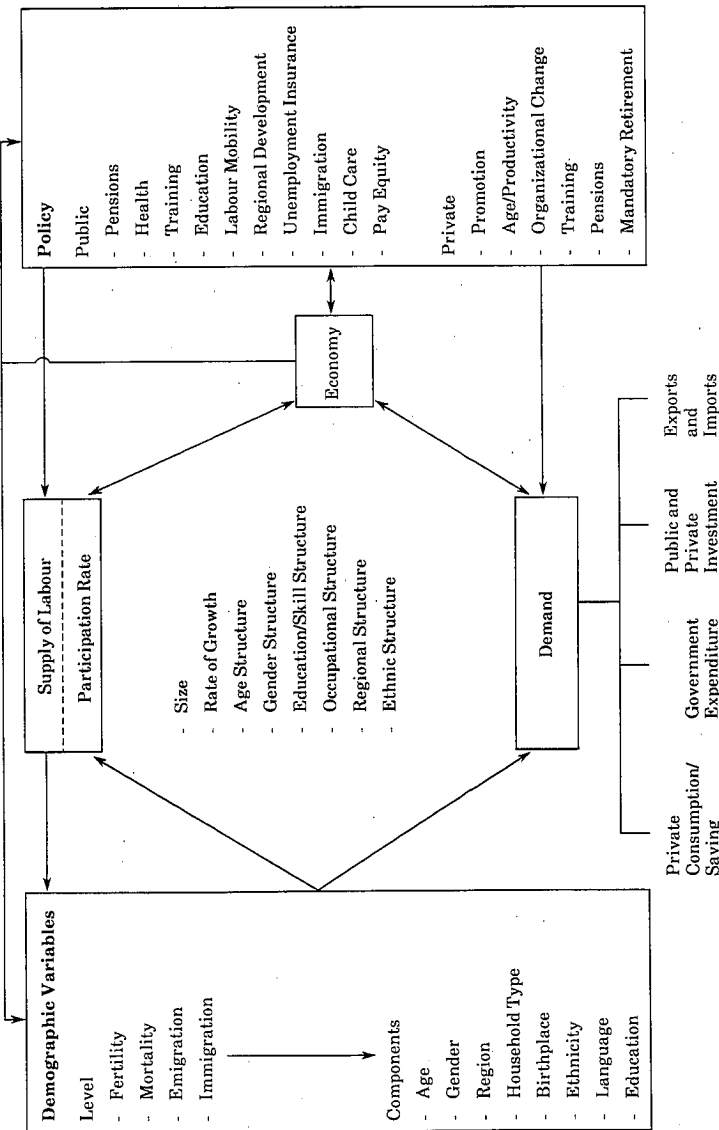 Demographic Variables
Level
- Fertility
- Mortality
- Emigration
- Immigration
Components
- Age
- Gender
- Region
- Household Type
- Birthplace
- Ethnicity
- Language
- Education
Supply of Labour
Participation Rate
- Size
- Rate of Growth
- Age Structure
- Gender Structure
- Education/Skill Structure
- Occupational Structure
- Regional Structure
- Ethnic Structure
Demand
Private
Consumption/
Saving
Government
Expenditure
Public and
Private
Investment
Exports
and
Imports
Economy
Policy
Public
- Pensions
- Health
- Training
- Education
- Labour Mobility
- Regional Development
- Unemployment Insurance
- Immigration
- Child Care
- Pay Equity
Private
- Promotion
- Age/Productivity
- Organizational Change
- Training
- Pensions
- Mandatory Retirement